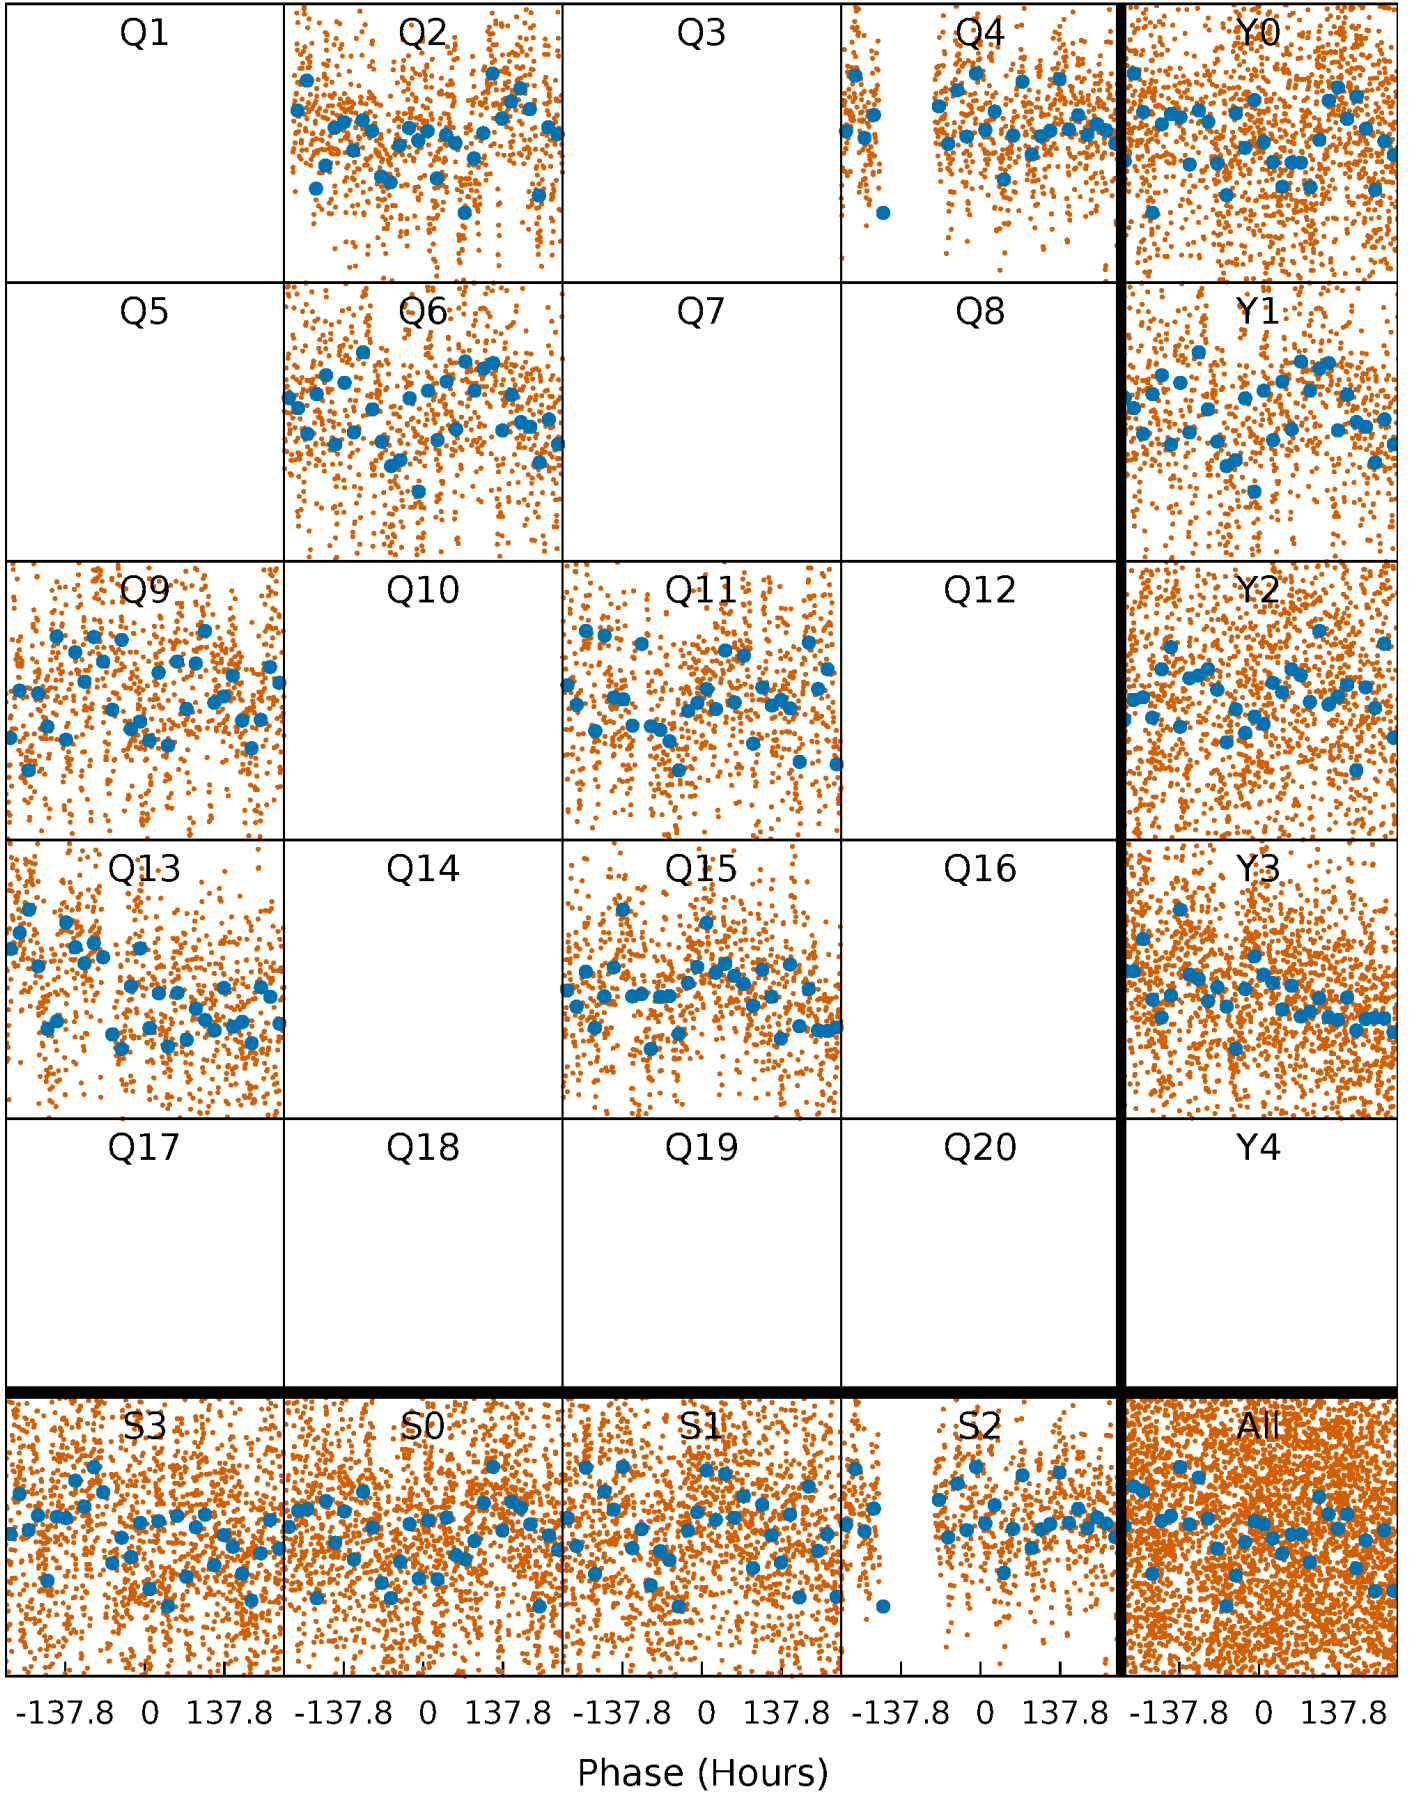 Q1 Q2 Q3 Q4 Y0
Q5 Q6 Q7 Q8 Y1
Q9 Q10 Q11 Q12 Y2
Q13 Q14 Q15 Q16 Y3
Q17 Q18 Q19 Q20 Y4
S3 S0 S1 S2 All
-137.8 0 137.8 -137.8 0 137.8 -137.8 0 137.8 -137.8 0 137.8 -137.8 0 137.8
Phase (Hours)